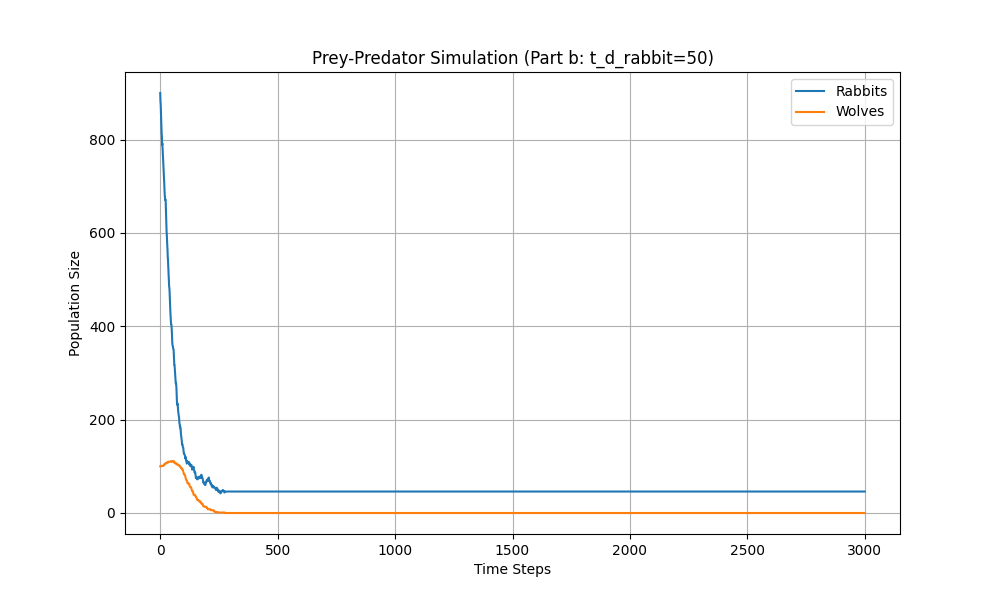 Prey-Predator Simulation (Part b: t_d_rabbit=50)
Rabbits
Wolves
800
600
400
200
0
Population Size
0 500 1000 1500 2000 2500 3000
Time Steps